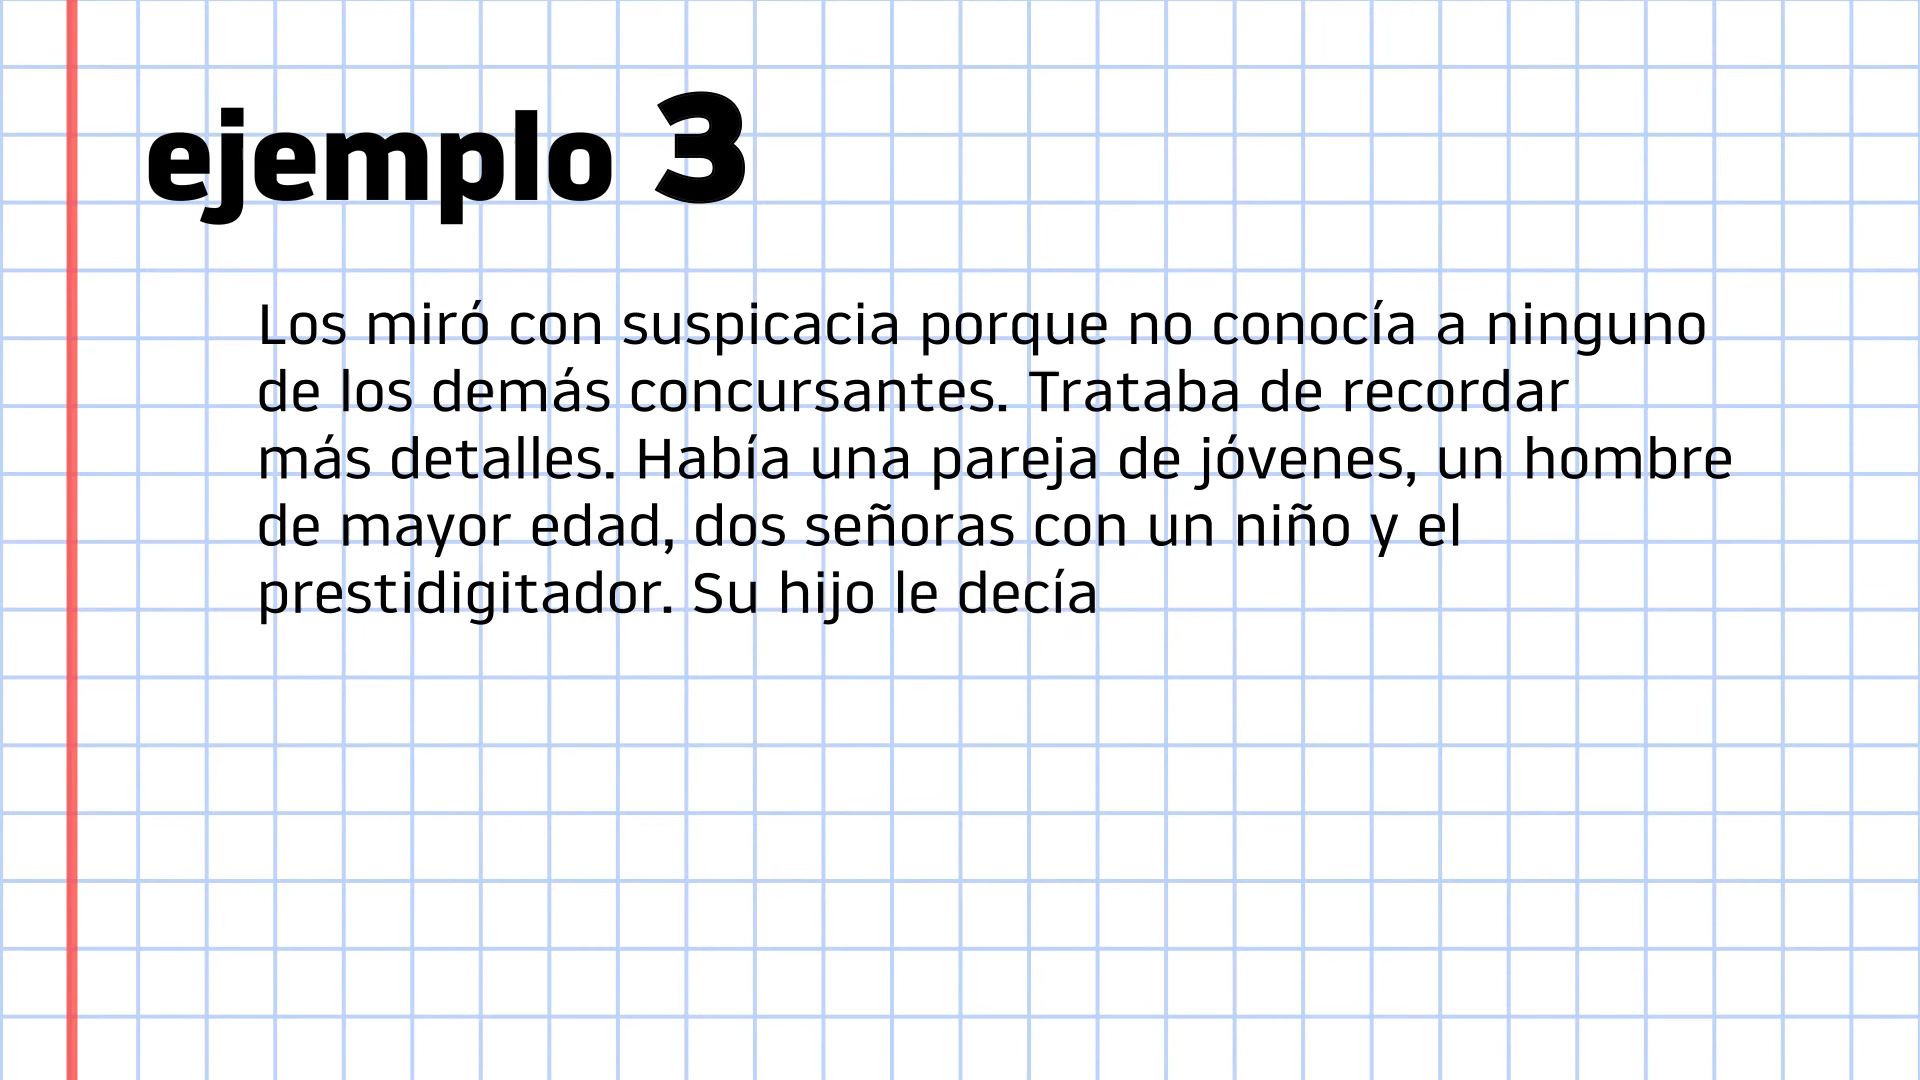 ejemplo 3
Los miró con suspicacia porque no conocía a ninguno
de los demás concursantes. Trataba de recordar
más detalles. Había una pareja de jóvenes, un hombre
de mayor edad, dos señoras con un niño y el
prestidigitador. Su hijo le decía